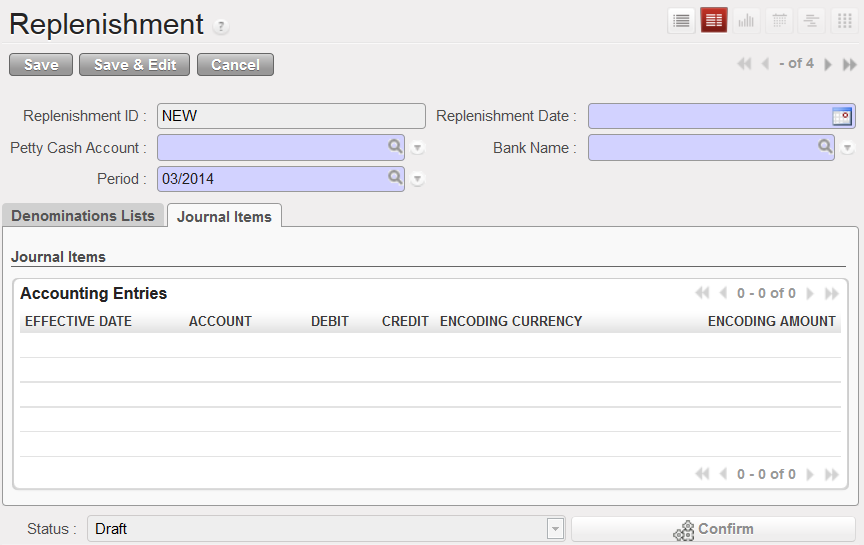 Replenishment ?
Save Save & Edit Cancel - of 4
Replenishment ID : NEW Replenishment Date :
Petty Cash Account : Bank Name :
Period : 03/2014
Denominations Lists Journal Items
Journal Items
Accounting Entries 0 - 0 of 0
EFFECTIVE DATE ACCOUNT DEBIT CREDIT ENCODING CURRENCY ENCODING AMOUNT
0 - 0 of 0
Status : Draft Confirm